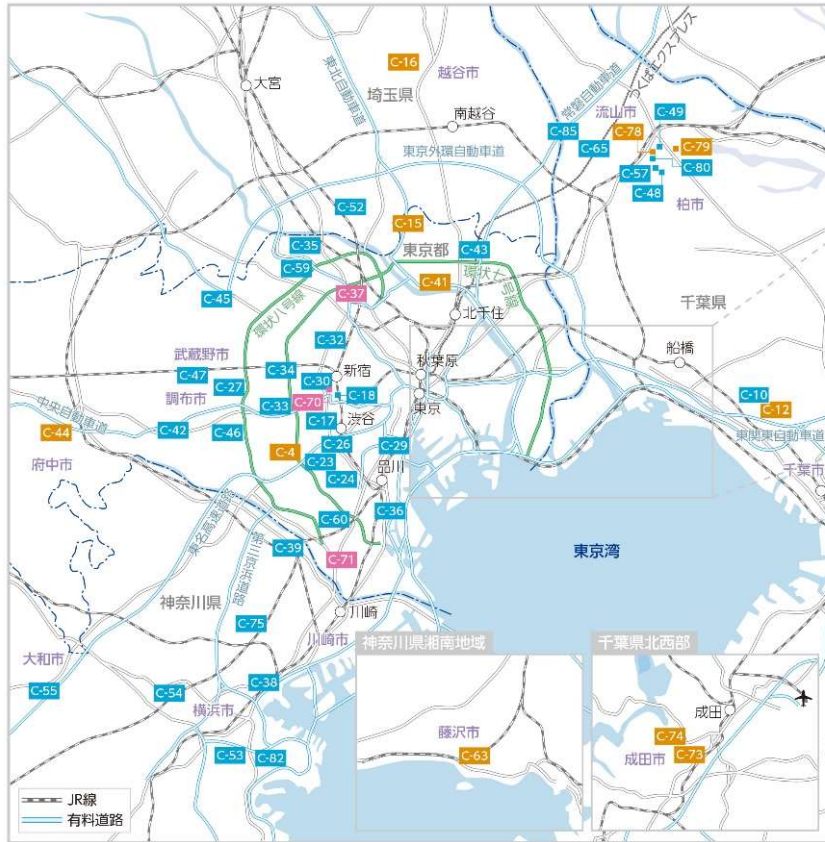 C-16
越谷市
大宮
東北自動車道
埼玉県
つくばエクスプレス
常磐自動車道
流山市
C-49
南越谷
C-85
C-78
C-65
C-79
東京外環自動車道
C-57
C-80
C-48
柏市
C-52
C-15
C-35
東京都
C-43
C-59
環状七号線
C-41
C-45
C-37
環状八号線
北千住
千葉県
C-32
武蔵野市
船橋
秋葉原
C-47
C-34
新宿
C-30
C-27
C-18
東京
C-10
調布市
C-33
C-70
C-12
中央自動車道
C-17
渋谷
C-44
C-42
C-46
C-26
C-29
東関東自動車道
C-4
府中市
C-23
品川
千葉市
C-24
東名高速道路
C-36
C-60
第三京浜道路
C-39
C-71
東京湾
神奈川県
川崎
C-75
川崎市
神奈川県湘南地域
千葉県北西部
大和市
C-55
C-54
C-38
横浜市
成田
藤沢市
C-74
C-53
C-82
C-63
成田市
C-73
JR線
有料道路